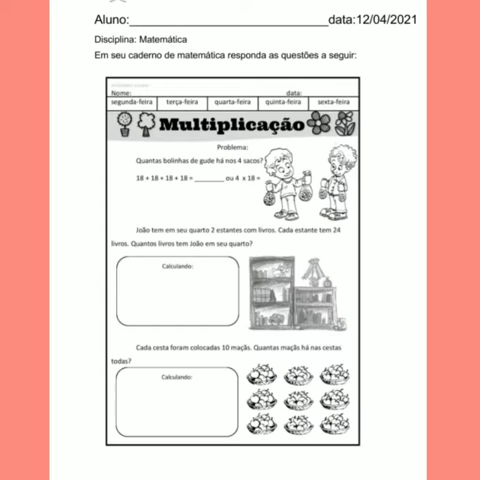 Aluno:______________________________data:12/04/2021
Disciplina: Matemática
Em seu caderno de matemática responda as questões a seguir:
Nome: data:
segunda-feira terça-feira quarta-feira quinta-feira sexta-feira
Multiplicação
Problema:
Quantas bolinhas de gude há nos 4 sacos?
18 + 18 + 18 + 18 = ________ ou 4 x 18 =
João tem em seu quarto 2 estantes com livros. Cada estante tem 24
livros. Quantos livros tem João em seu quarto?
Calculando:
Cada cesta foram colocadas 10 maçãs. Quantas maçãs há nas cestas
todas?
Calculando: